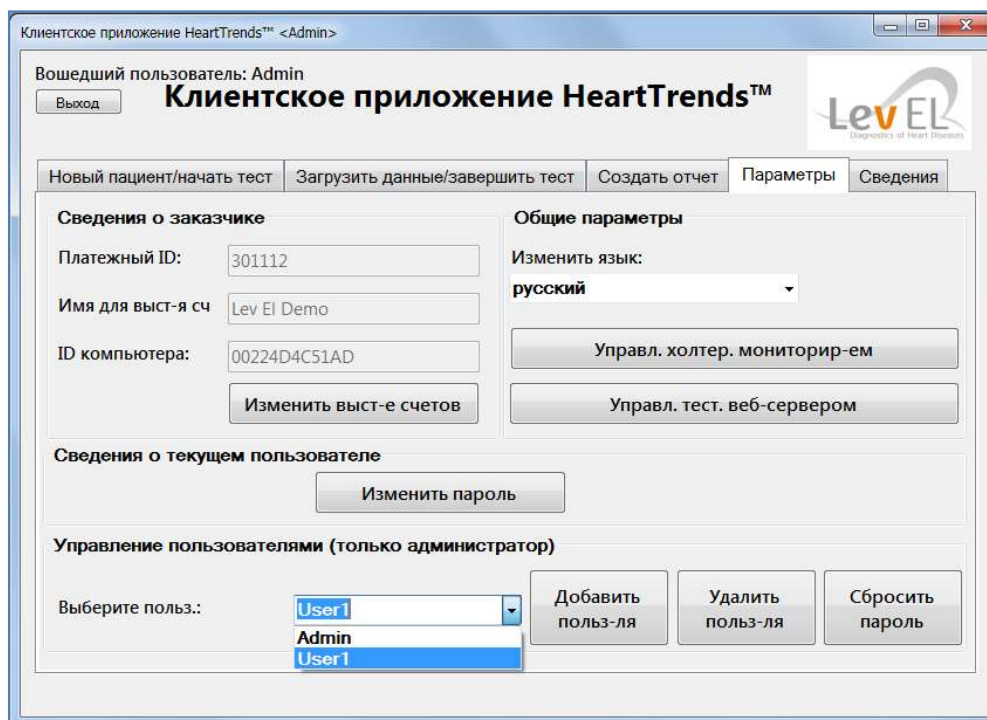 Клиентское приложение HeartTrends™ <Admin>
Вошедший пользователь: Admin
Выход
Клиентское приложение HeartTrends™
Lev EL
Diagnostics of Heart Diseases
Новый пациент/начать тест
Загрузить данные/завершить тест
Создать отчет
Параметры
Сведения
Сведения о заказчике
Платежный ID:
301112
Имя для выст-я сч
Lev El Demo
ID компьютера:
00224D4C51AD
Изменить выст-е счетов
Общие параметры
Изменить язык:
русский
Управл. холтер. мониторир-ем
Управл. тест. веб-сервером
Сведения о текущем пользователе
Изменить пароль
Управление пользователями (только администратор)
Выберите польз.:
User1
Admin
User1
Добавить
польз-ля
Удалить
польз-ля
Сбросить
пароль